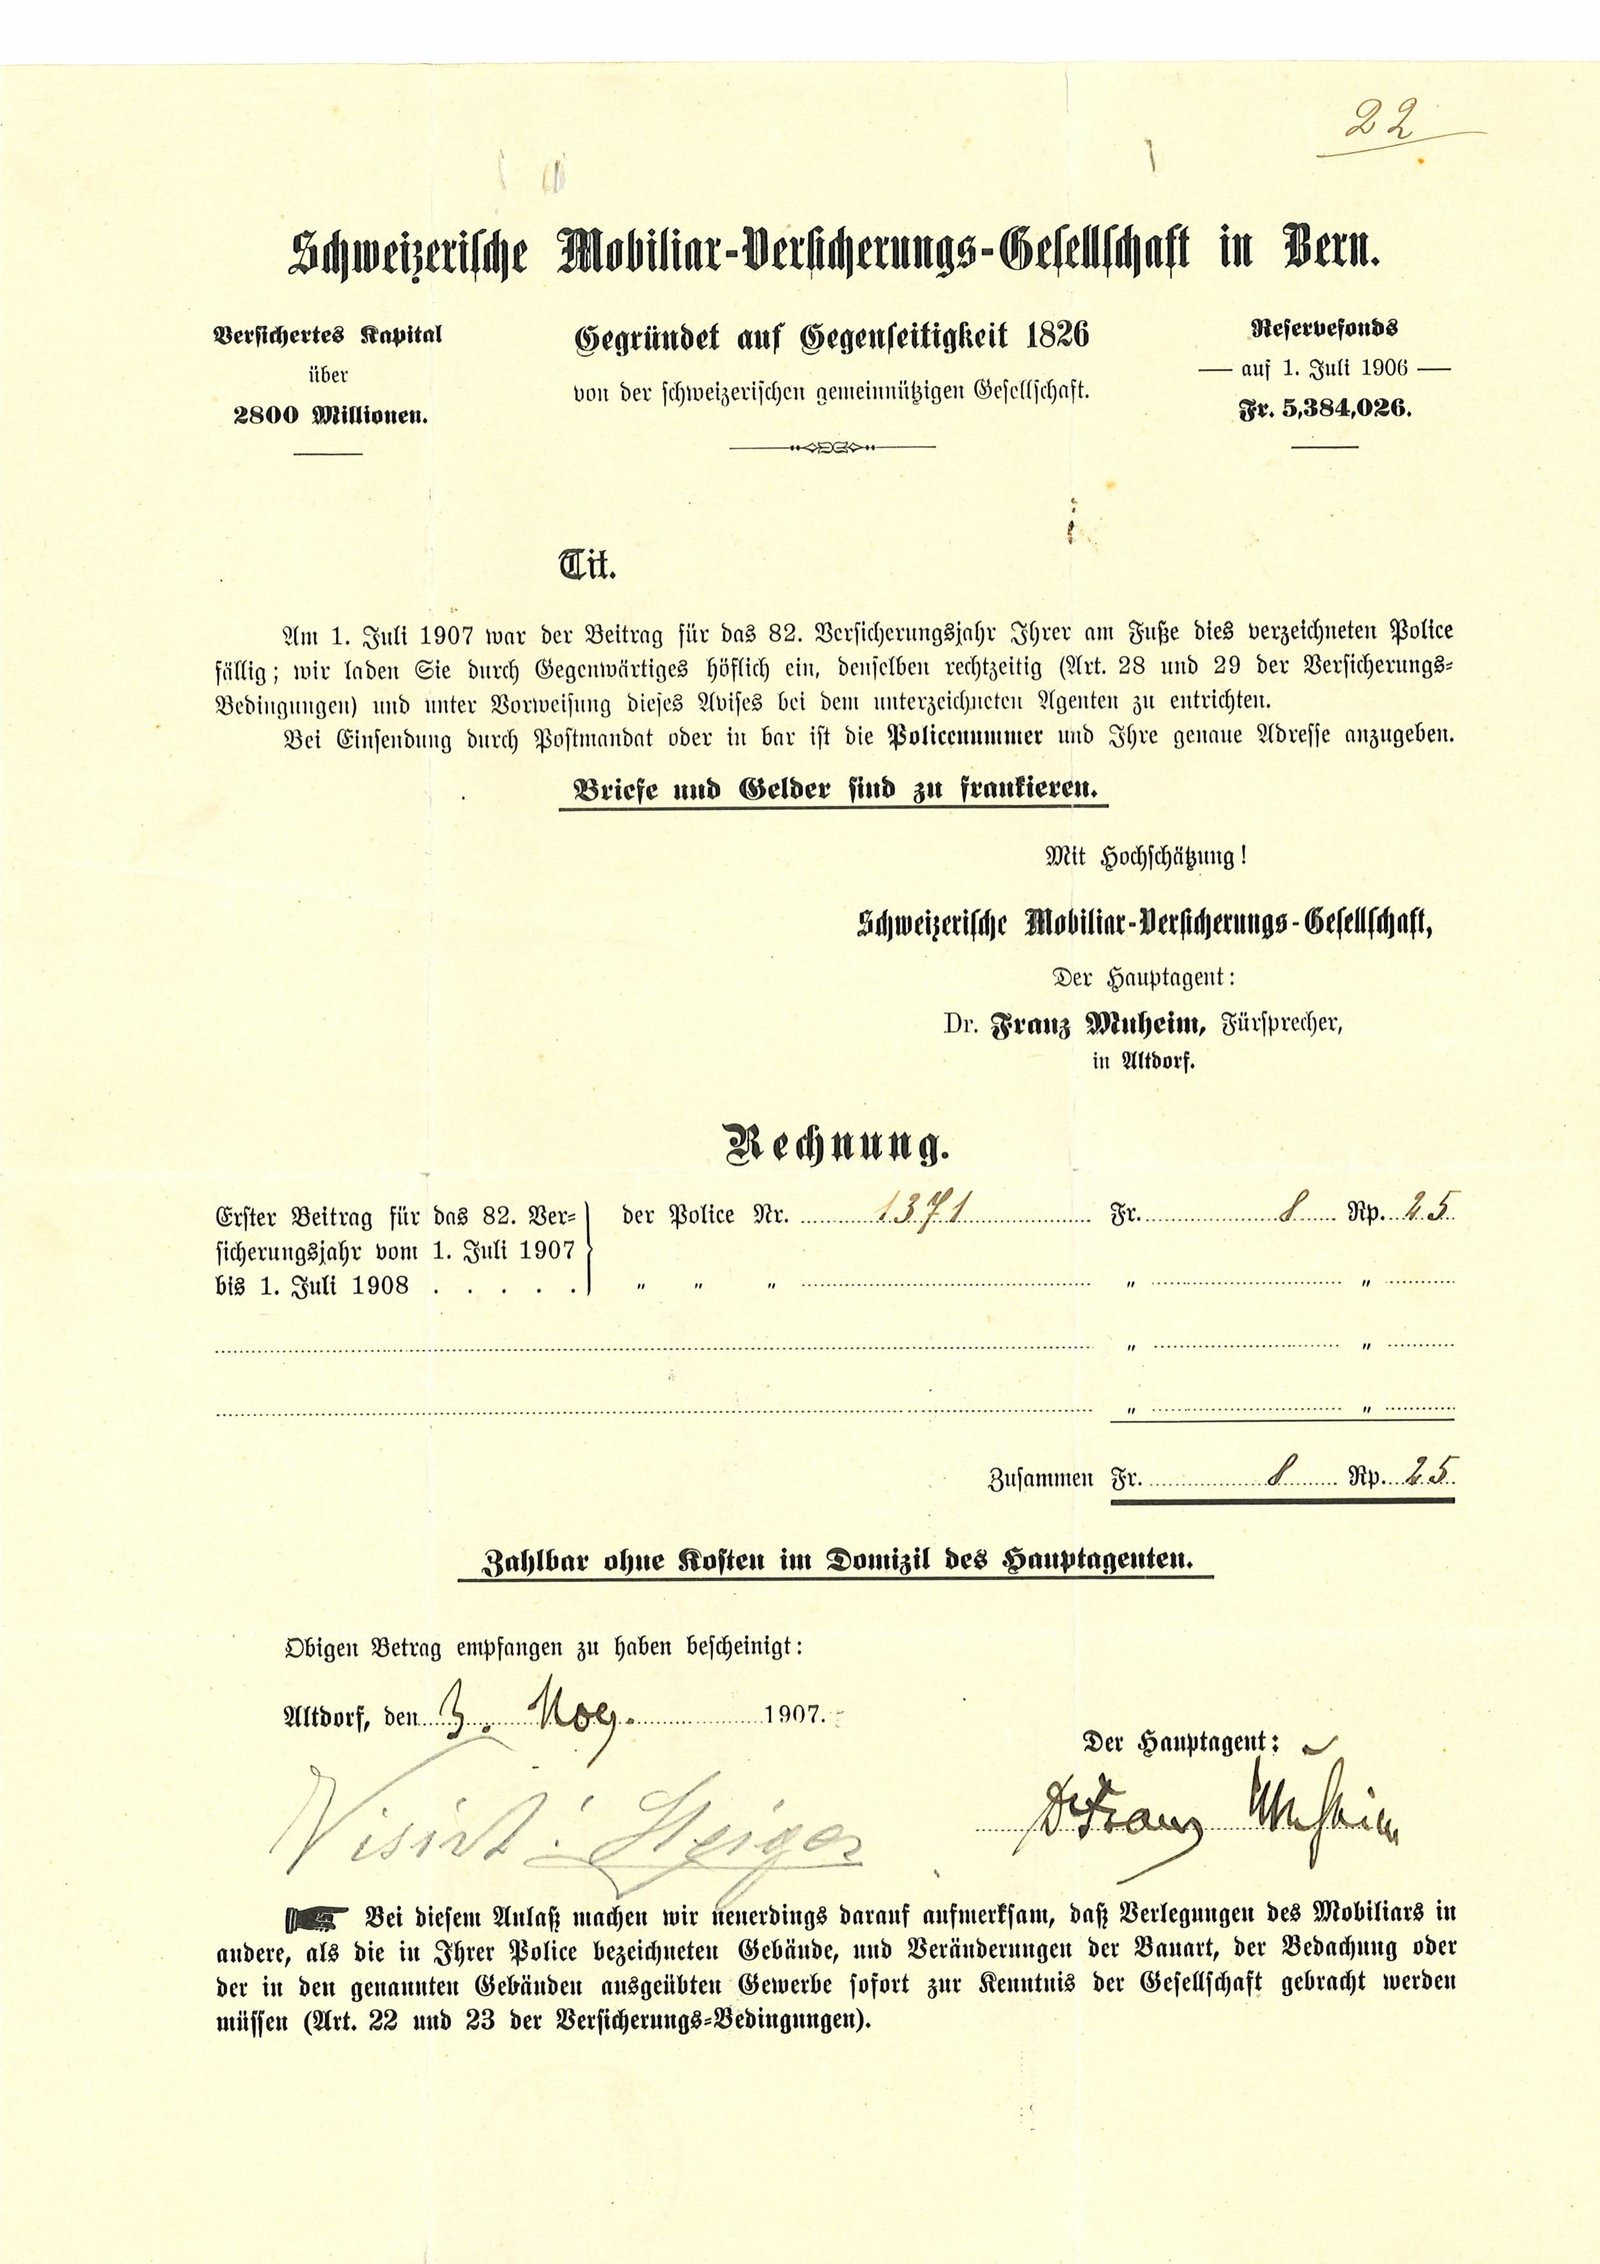 22
Schweizerische Mobiliar-Versicherungs-Gesellschaft in Bern.
Versichertes Kapital
über
2800 Millionen.
Gegründet auf Gegenseitigkeit 1826
von der schweizerischen gemeinnützigen Gesellschaft.
Reservefonds
— auf 1. Juli 1906 —
Fr. 5,384,026.
Tit.
Am 1. Juli 1907 war der Beitrag für das 82. Versicherungsjahr Ihrer am Fuße dies verzeichneten Police
fällig; wir laden Sie durch Gegenwärtiges höflich ein, denselben rechtzeitig (Art. 28 und 29 der Versicherungs-
Bedingungen) und unter Vorweisung dieses Avises bei dem unterzeichneten Agenten zu entrichten.
Bei Einsendung durch Postmandat oder in bar ist die Policenummer und Ihre genaue Adresse anzugeben.
Briefe und Gelder sind zu frankieren.
Mit Hochschätzung!
Schweizerische Mobiliar-Versicherungs-Gesellschaft,
Der Hauptagent:
Dr. Franz Muheim, Fürsprecher,
in Altdorf.
Rechnung.
Erster Beitrag für das 82. Ver- der Police Nr. 1371 Fr. 8 Rp. 25
sicherungsjahr vom 1. Juli 1907
bis 1. Juli 1908 . . . . . " " " " "
" "
" "
Zusammen Fr. 8 Rp. 25
Zahlbar ohne Kosten im Domizil des Hauptagenten.
Obigen Betrag empfangen zu haben bescheinigt:
Altdorf, den 3. Nov. 1907.
Der Hauptagent:
Dr Franz Muheim
Visirt: Steiger
Bei diesem Anlaß machen wir neuerdings darauf aufmerksam, daß Verlegungen des Mobiliars in
andere, als die in Ihrer Police bezeichneten Gebäude, und Veränderungen der Bauart, der Bedachung oder
der in den genannten Gebäuden ausgeübten Gewerbe sofort zur Kenntnis der Gesellschaft gebracht werden
müssen (Art. 22 und 23 der Versicherungs-Bedingungen).